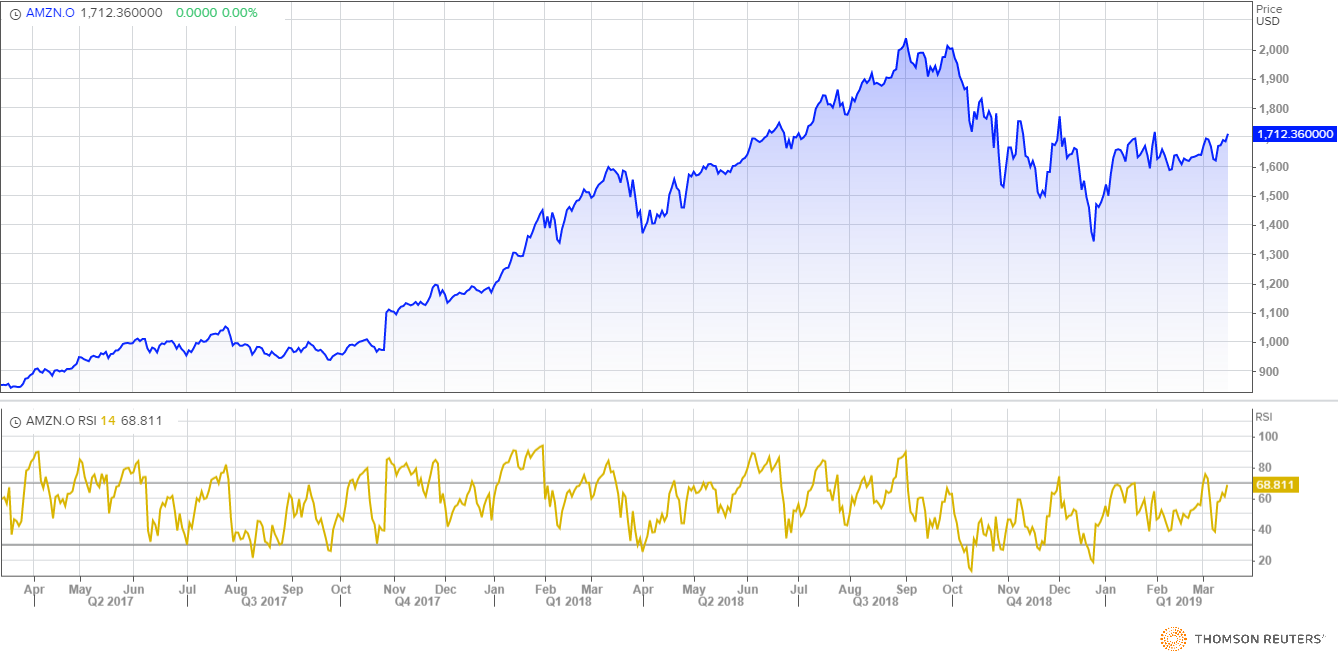 AMZN.O 1,712.360000 0.0000 0.00%
Price
USD
2,000
1,900
1,800
1,712.360000
1,600
1,500
1,400
1,300
1,200
1,100
1,000
900
AMZN.O RSI 14 68.811
RSI
100
80
68.811
60
40
20
Apr May Jun Jul Aug Sep Oct Nov Dec Jan Feb Mar Apr May Jun Jul Aug Sep Oct Nov Dec Jan Feb Mar
Q2 2017 Q3 2017 Q4 2017 Q1 2018 Q2 2018 Q3 2018 Q4 2018 Q1 2019
THOMSON REUTERS